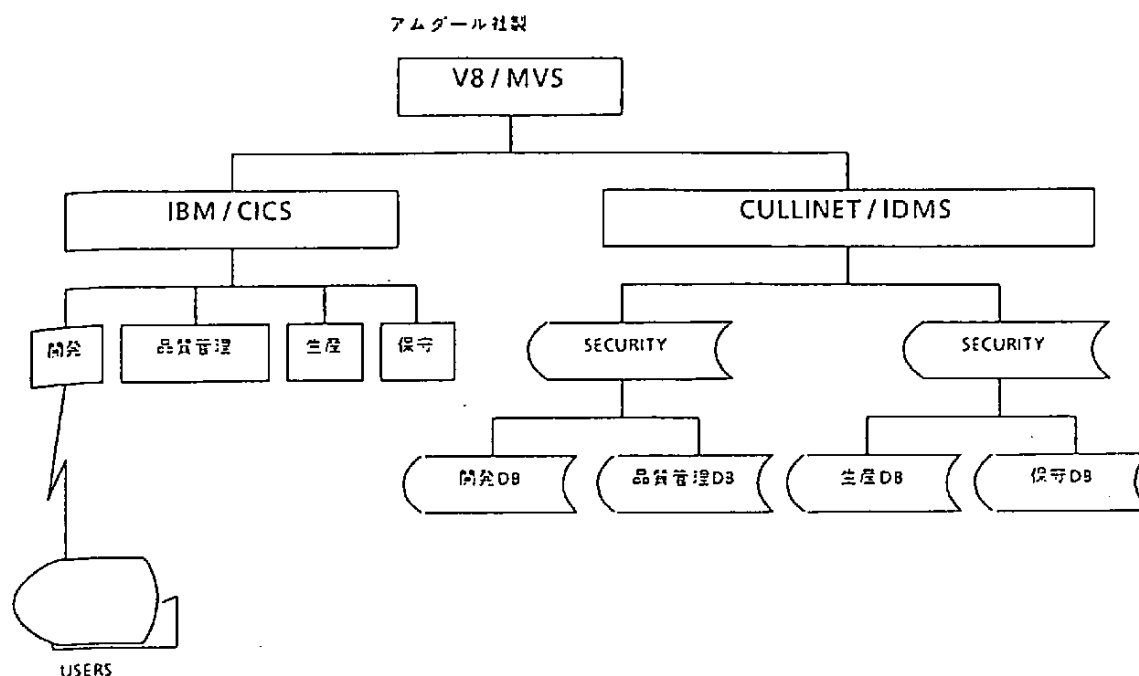 アムダール社製
V8 / MVS
IBM / CICS
CULLINET / IDMS
開発
品質管理
生産
保守
SECURITY
SECURITY
開発DB
品質管理DB
生産DB
保守DB
USERS